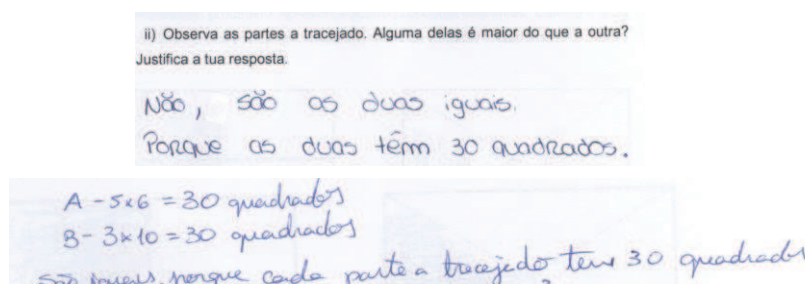 ii) Observa as partes a tracejado. Alguma delas é maior do que a outra?
Justifica a tua resposta.
Não, são as duas iguais.
Porque as duas têm 30 quadrados.
A - 5x6 = 30 quadrados
B - 3x10 = 30 quadrados
São iguais, porque cada parte a tracejado tem 30 quadrados